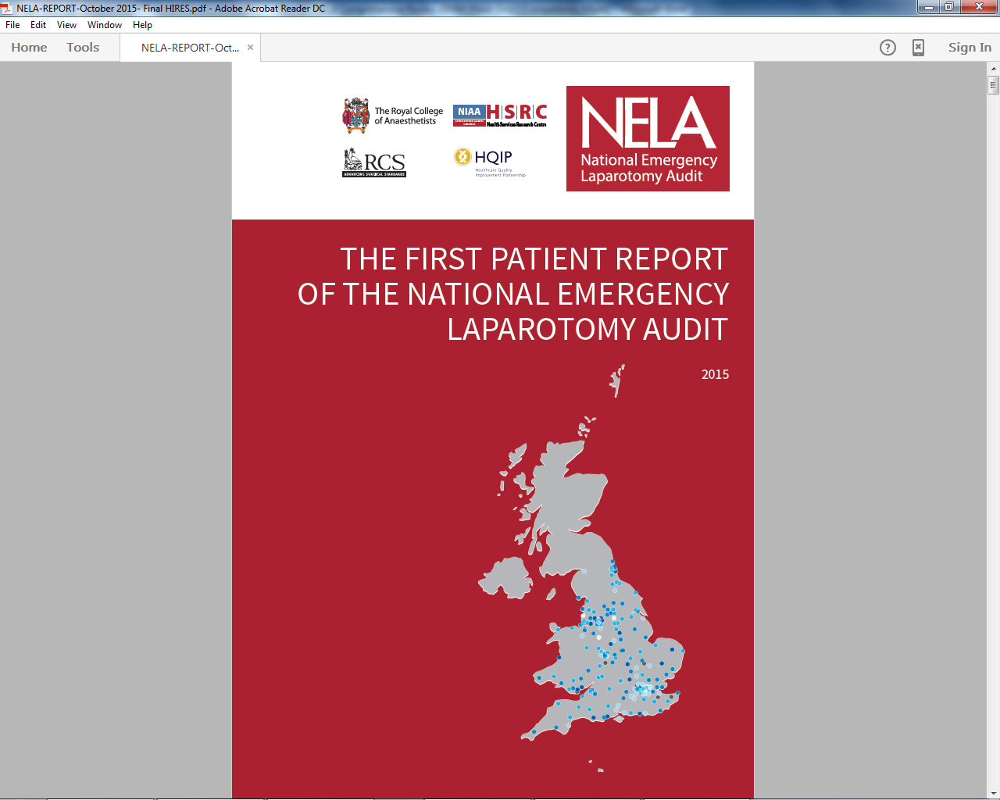 NELA-REPORT-October 2015- Final HIRES.pdf - Adobe Acrobat Reader DC
File Edit View Window Help
Home Tools NELA-REPORT-Oct... × ? Sign In
The Royal College
of Anaesthetists
NIAA HSRC
Health Services Research Centre
RCS
ADVANCING SURGICAL STANDARDS
HQIP
Healthcare Quality
Improvement Partnership
NELA
National Emergency
Laparotomy Audit
THE FIRST PATIENT REPORT
OF THE NATIONAL EMERGENCY
LAPAROTOMY AUDIT
2015